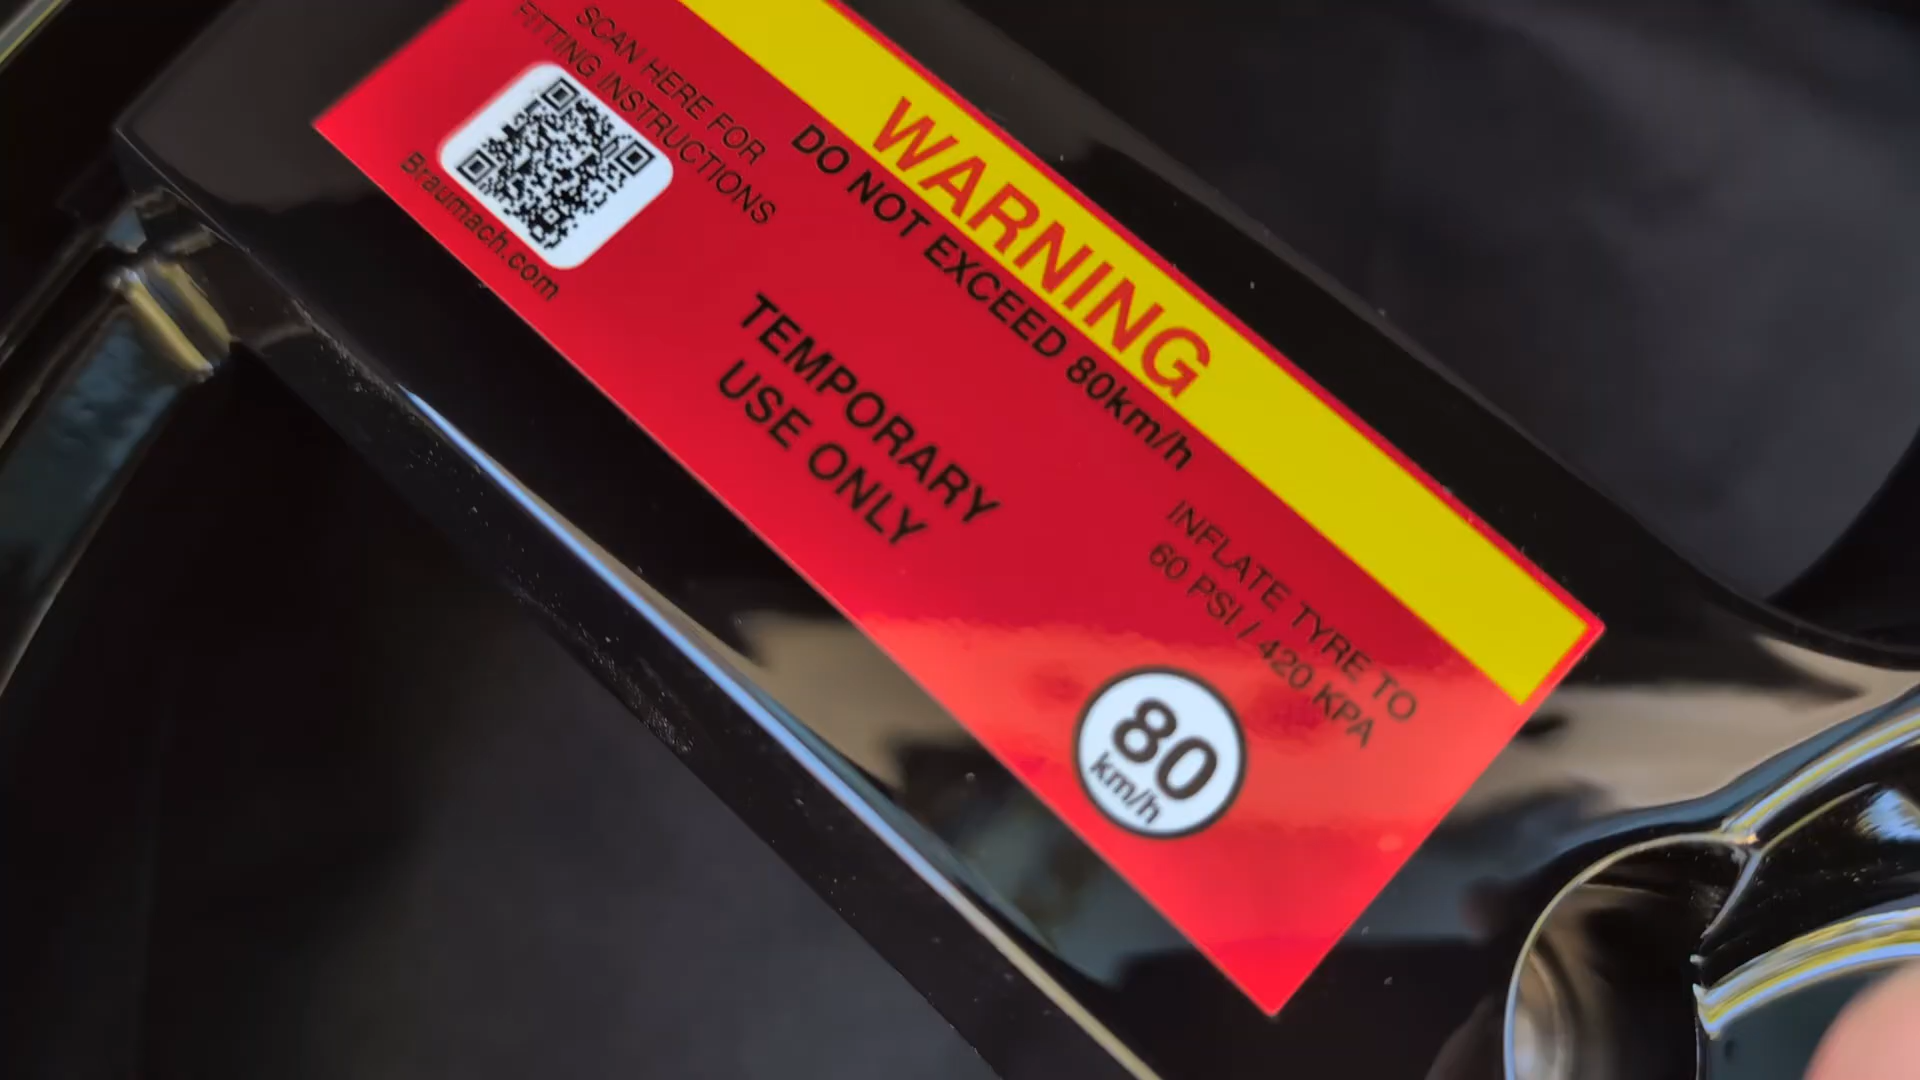 WARNING
DO NOT EXCEED 80km/h
SCAN HERE FOR
FITTING INSTRUCTIONS
Braumach.com
TEMPORARY
USE ONLY
INFLATE TYRE TO
60 PSI / 420 KPA
80
km/h